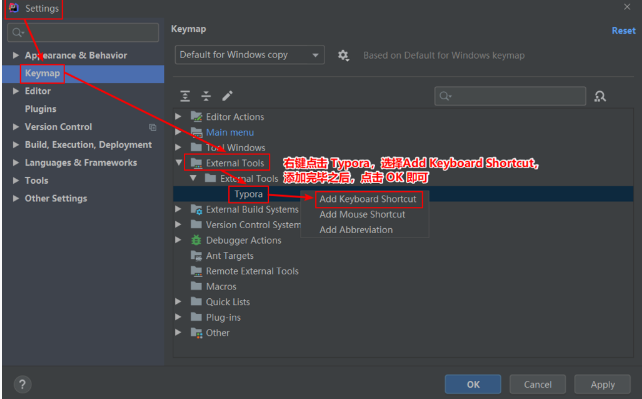 Settings
Keymap
Reset
Appearance & Behavior
Keymap
Editor
Plugins
Version Control
Build, Execution, Deployment
Languages & Frameworks
Tools
Other Settings
Default for Windows copy
Based on Default for Windows keymap
Editor Actions
Main menu
Tool Windows
External Tools
External Tools
Typora
External Build Systems
Version Control System
Debugger Actions
Ant Targets
Remote External Tools
Macros
Quick Lists
Plug-ins
Other
右键点击 Typora，选择Add Keyboard Shortcut，
添加完毕之后，点击 OK 即可
Add Keyboard Shortcut
Add Mouse Shortcut
Add Abbreviation
?
OK
Cancel
Apply